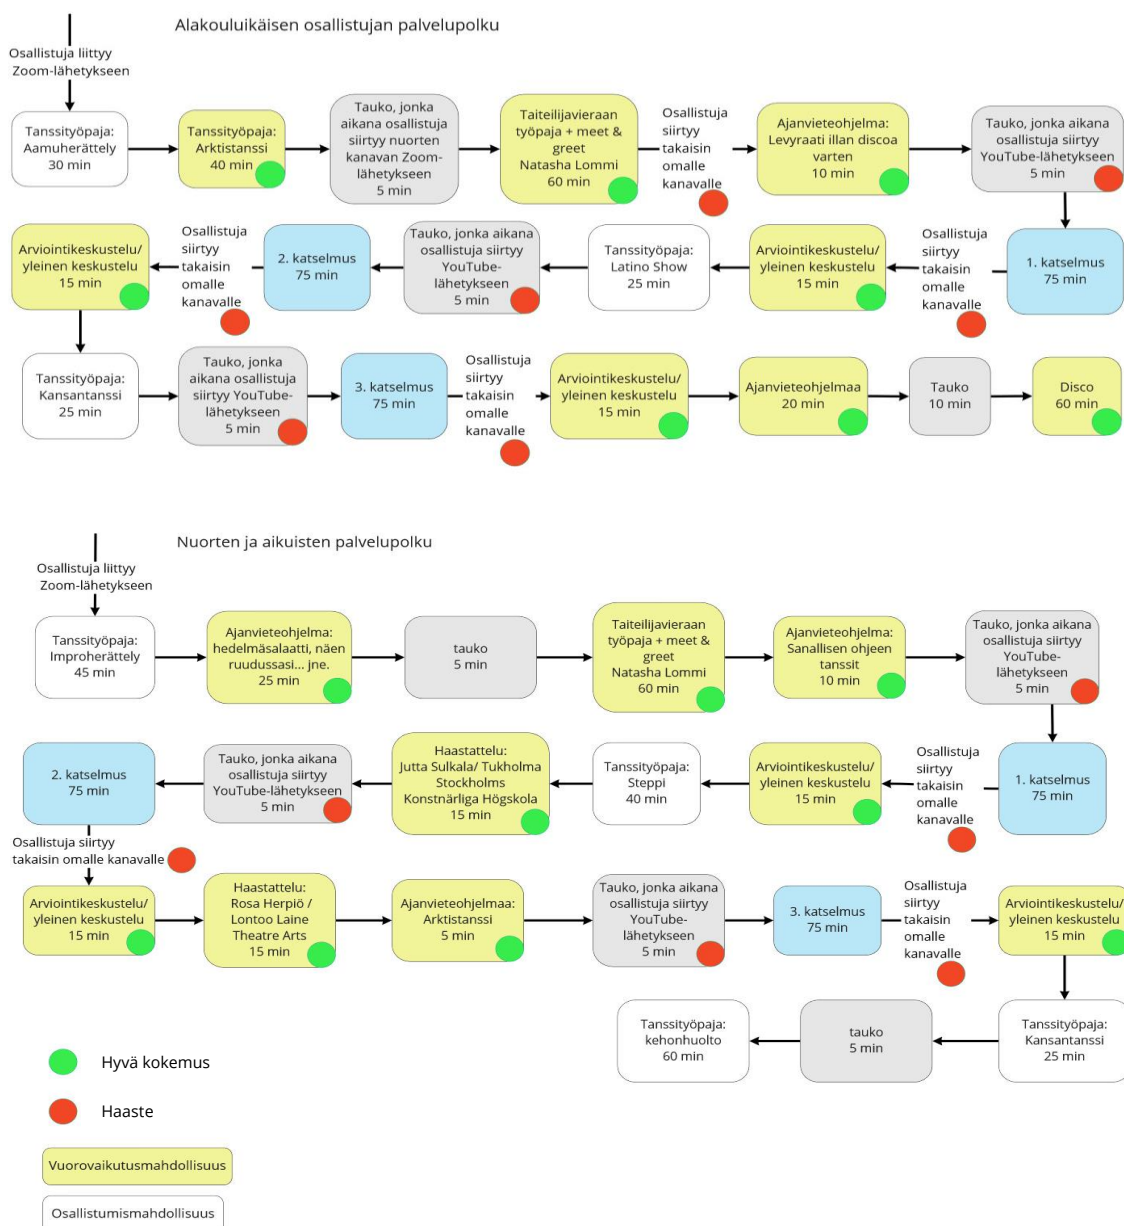 Alakouluikäisen osallistujan palvelupolku
Osallistuja liittyy
Zoom-lähetykseen
Tanssityöpaja:
Aamuherättely
30 min
Tanssityöpaja:
Arktistanssi
40 min
Tauko, jonka
aikana osallistuja
siirtyy nuorten
kanavan Zoom-
lähetykseen
5 min
Taiteilijavieraan
työpaja + meet &
greet
Natasha Lommi
60 min
Osallistuja
siirtyy
takaisin
omalle
kanavalle
Ajanvieteohjelma:
Levyraati illan discoa
varten
10 min
Tauko, jonka aikana
osallistuja siirtyy
YouTube-lähetykseen
5 min
1. katselmus
75 min
Osallistuja
siirtyy
takaisin
omalle
kanavalle
Arviointikeskustelu/
yleinen keskustelu
15 min
Tanssityöpaja:
Latino Show
25 min
Tauko, jonka aikana
osallistuja siirtyy
YouTube-
lähetykseen
5 min
2. katselmus
75 min
Osallistuja
siirtyy
takaisin
omalle
kanavalle
Arviointikeskustelu/
yleinen keskustelu
15 min
Tanssityöpaja:
Kansantanssi
25 min
Tauko, jonka
aikana osallistuja
siirtyy YouTube-
lähetykseen
5 min
3. katselmus
75 min
Osallistuja
siirtyy
takaisin
omalle
kanavalle
Arviointikeskustelu/
yleinen keskustelu
15 min
Ajanvieteohjelmaa
20 min
Tauko
10 min
Disco
60 min
Nuorten ja aikuisten palvelupolku
Osallistuja liittyy
Zoom-lähetykseen
Tanssityöpaja:
Improherättely
45 min
Ajanvieteohjelma:
hedelmäsalaatti, näen
ruudussasi... jne.
25 min
tauko
5 min
Taiteilijavieraan
työpaja + meet &
greet
Natasha Lommi
60 min
Ajanvieteohjelma:
Sanallisen ohjeen
tanssit
10 min
Tauko, jonka aikana
osallistuja siirtyy
YouTube-
lähetykseen
5 min
1. katselmus
75 min
Osallistuja
siirtyy
takaisin
omalle
kanavalle
Arviointikeskustelu/
yleinen keskustelu
15 min
Tanssityöpaja:
Steppi
40 min
Haastattelu:
Jutta Sulkala/ Tukholma
Stockholms
Konstnärliga Högskola
15 min
Tauko, jonka aikana
osallistuja siirtyy
YouTube-lähetykseen
5 min
2. katselmus
75 min
Osallistuja siirtyy
takaisin omalle kanavalle
Arviointikeskustelu/
yleinen keskustelu
15 min
Haastattelu:
Rosa Herpiö /
Lontoo Laine
Theatre Arts
15 min
Ajanvieteohjelmaa:
Arktistanssi
5 min
Tauko, jonka aikana
osallistuja siirtyy
YouTube-
lähetykseen
5 min
3. katselmus
75 min
Osallistuja
siirtyy
takaisin
omalle
kanavalle
Arviointikeskustelu/
yleinen keskustelu
15 min
Tanssityöpaja:
Kansantanssi
25 min
tauko
5 min
Tanssityöpaja:
kehonhuolto
60 min
Hyvä kokemus
Haaste
Vuorovaikutusmahdollisuus
Osallistumismahdollisuus